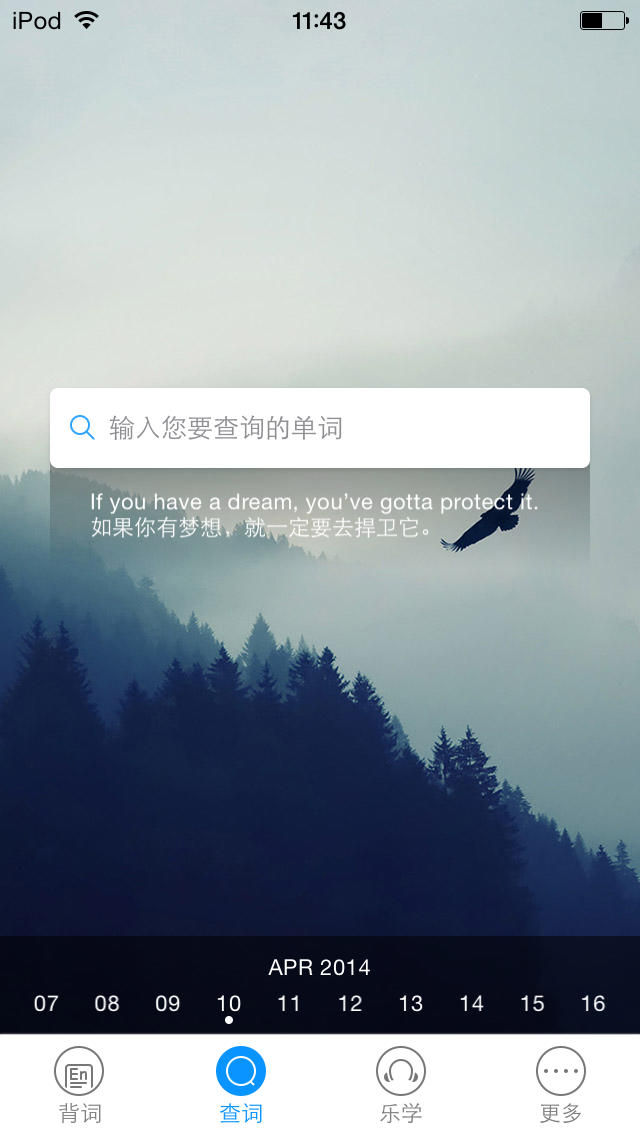 iPod 11:43
输入您要查询的单词
If you have a dream, you've gotta protect it.
如果你有梦想，就一定要去捍卫它。
APR 2014
07 08 09 10 11 12 13 14 15 16
En
背词 查词 乐学 更多